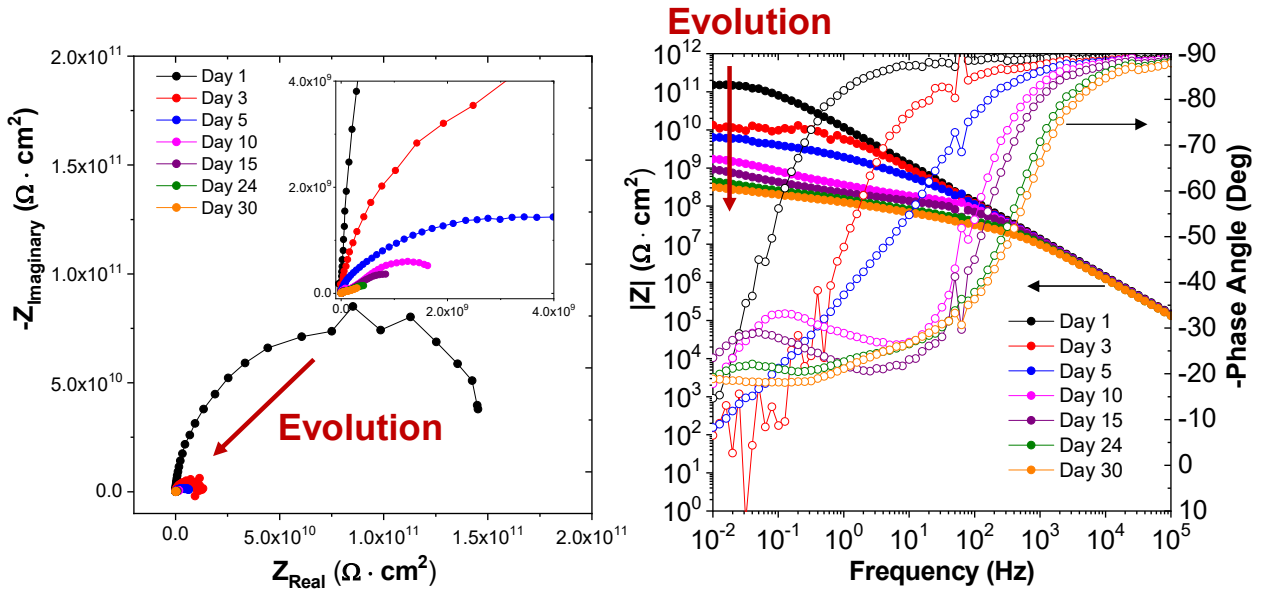 Evolution
2.0x10¹¹
1.5x10¹¹
1.0x10¹¹
5.0x10¹⁰
0.0
-Z_Imaginary (Ω · cm²)
Day 1
Day 3
Day 5
Day 10
Day 15
Day 24
Day 30
4.0x10⁹
2.0x10⁹
0.0
0.0
2.0x10⁹
4.0x10⁹
Evolution
0.0
5.0x10¹⁰
1.0x10¹¹
1.5x10¹¹
2.0x10¹¹
Z_Real (Ω · cm²)
10¹²
10¹¹
10¹⁰
10⁹
10⁸
10⁷
10⁶
10⁵
10⁴
10³
10²
10¹
10⁰
|Z| (Ω · cm²)
Day 1
Day 3
Day 5
Day 10
Day 15
Day 24
Day 30
-90
-80
-70
-60
-50
-40
-30
-20
-10
0
10
-Phase Angle (Deg)
10⁻²
10⁻¹
10⁰
10¹
10²
10³
10⁴
10⁵
Frequency (Hz)